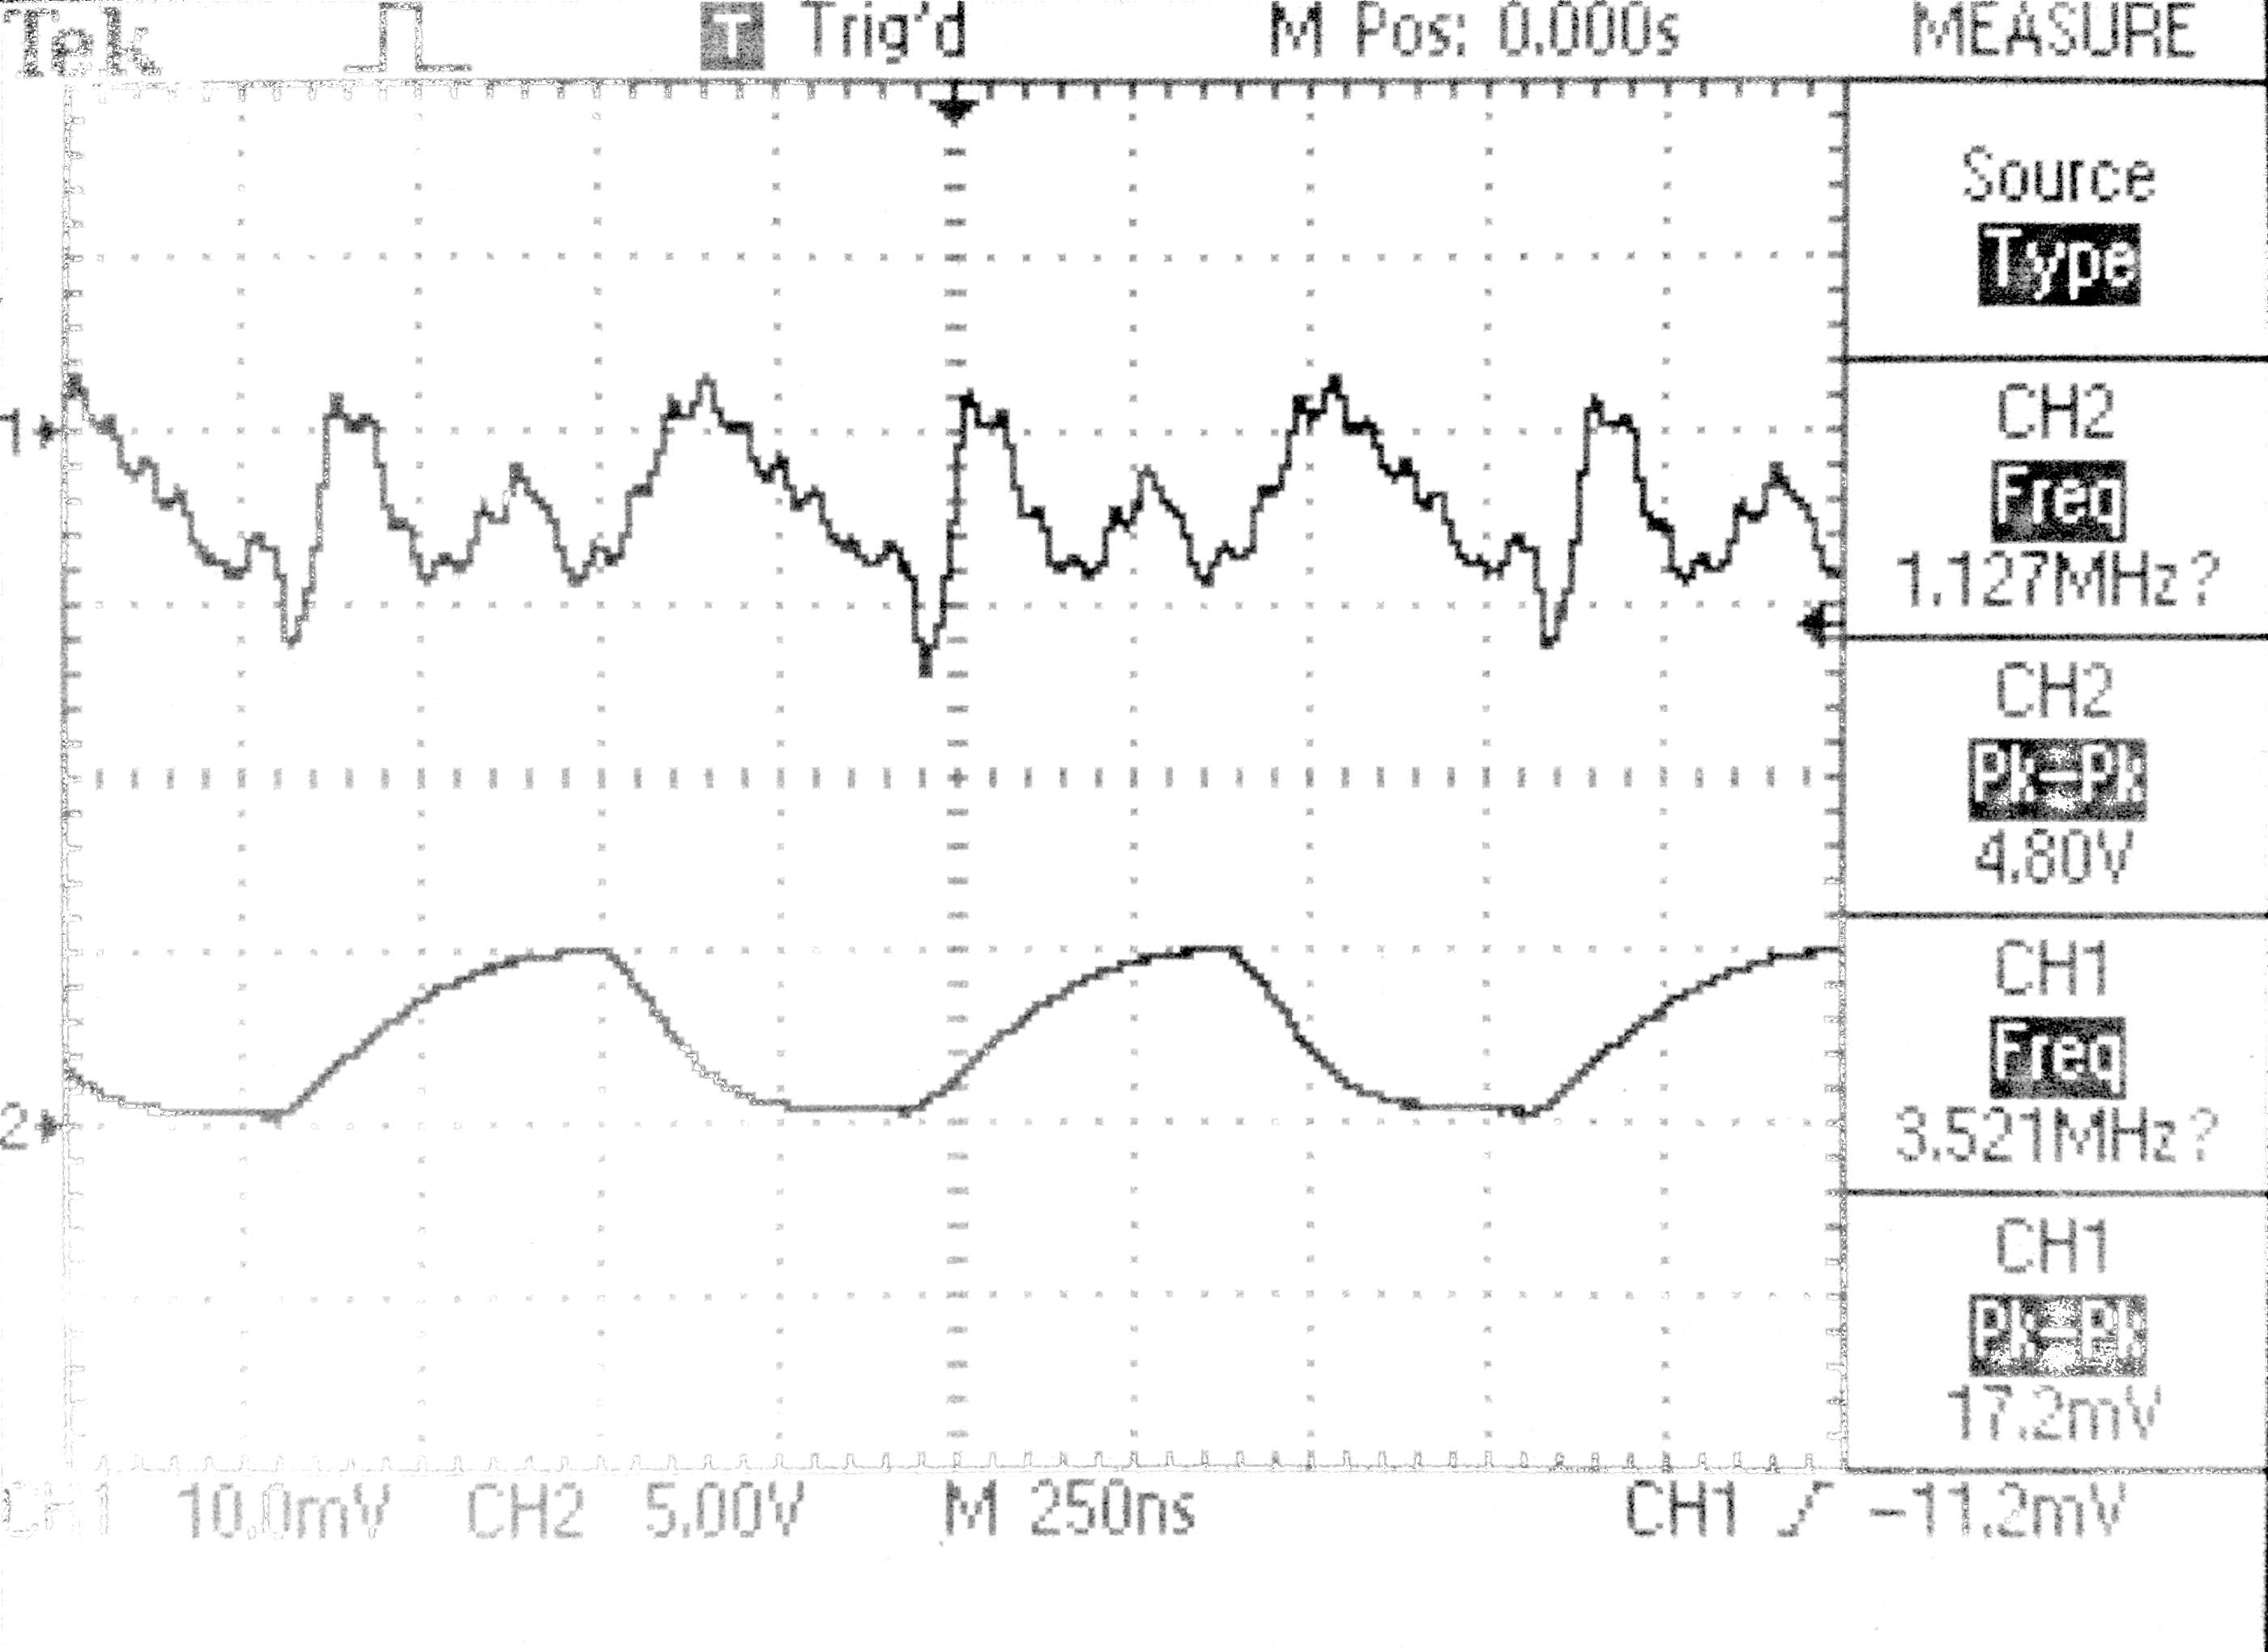 Tek T Trig'd M Pos: 0.000s MEASURE
Source
Type
1
CH2
Freq
1.127MHz?
CH2
Pk-Pk
4.80V
CH1
Freq
2
3.521MHz?
CH1
Pk-Pk
17.2mV
CH1 10.0mV CH2 5.00V M 250ns CH1 -11.2mV